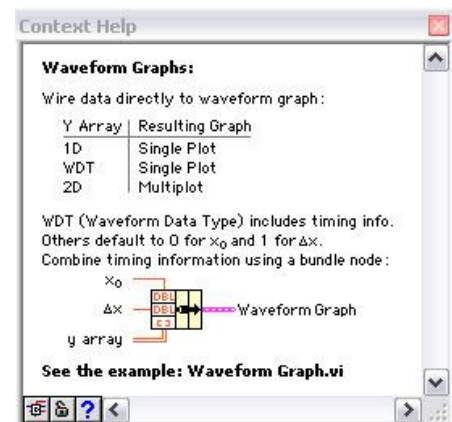 Context Help
Waveform Graphs:
Wire data directly to waveform graph:
Y Array | Resulting Graph
1D | Single Plot
WDT | Single Plot
2D | Multiplot
WDT (Waveform Data Type) includes timing info.
Others default to 0 for x₀ and 1 for Δx.
Combine timing information using a bundle node:
x₀
DBL
Δx
DBL
Waveform Graph
[ ]
y array
See the example: Waveform Graph.vi
?